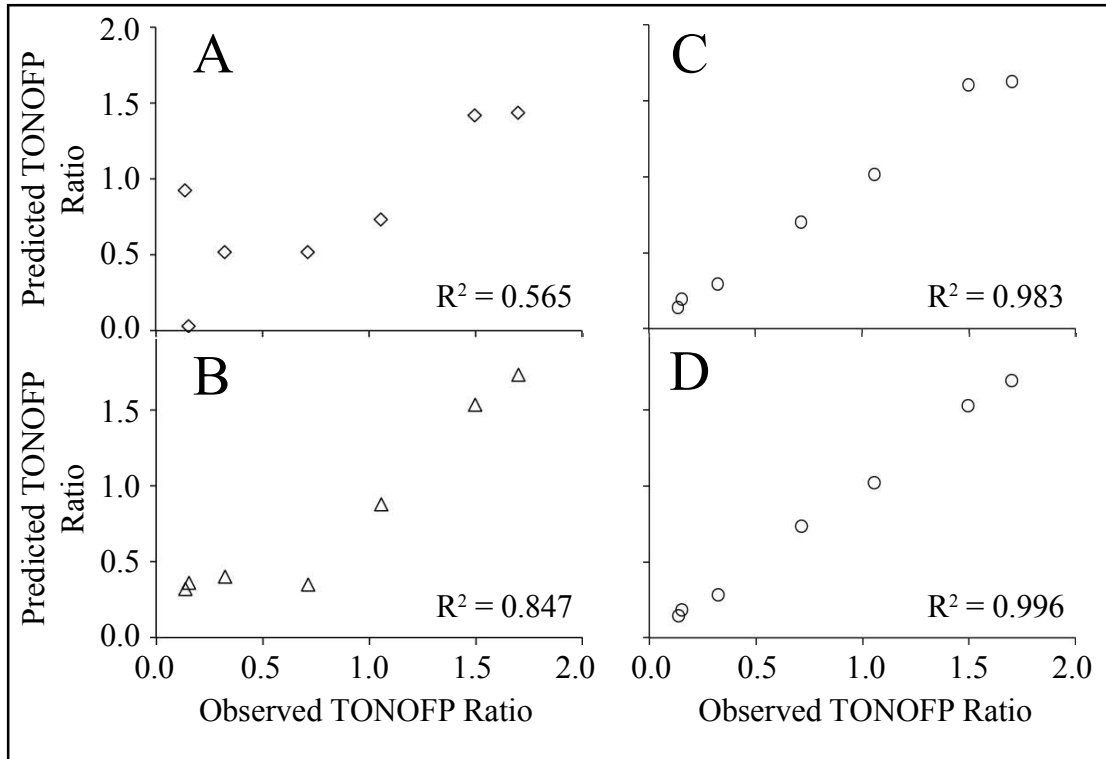 A
C
2.0
1.5
1.0
0.5
0.0
Predicted TONOFP
Ratio
R² = 0.565
R² = 0.983
B
D
1.5
1.0
0.5
0.0
Predicted TONOFP
Ratio
R² = 0.847
R² = 0.996
0.0 0.5 1.0 1.5 2.0
0.0 0.5 1.0 1.5 2.0
Observed TONOFP Ratio
Observed TONOFP Ratio